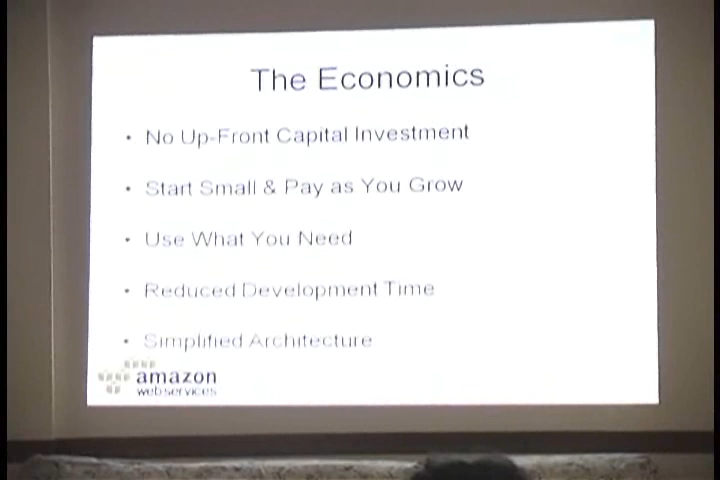 The Economics
• No Up-Front Capital Investment
• Start Small & Pay as You Grow
• Use What You Need
• Reduced Development Time
• Simplified Architecture
amazon
webservices